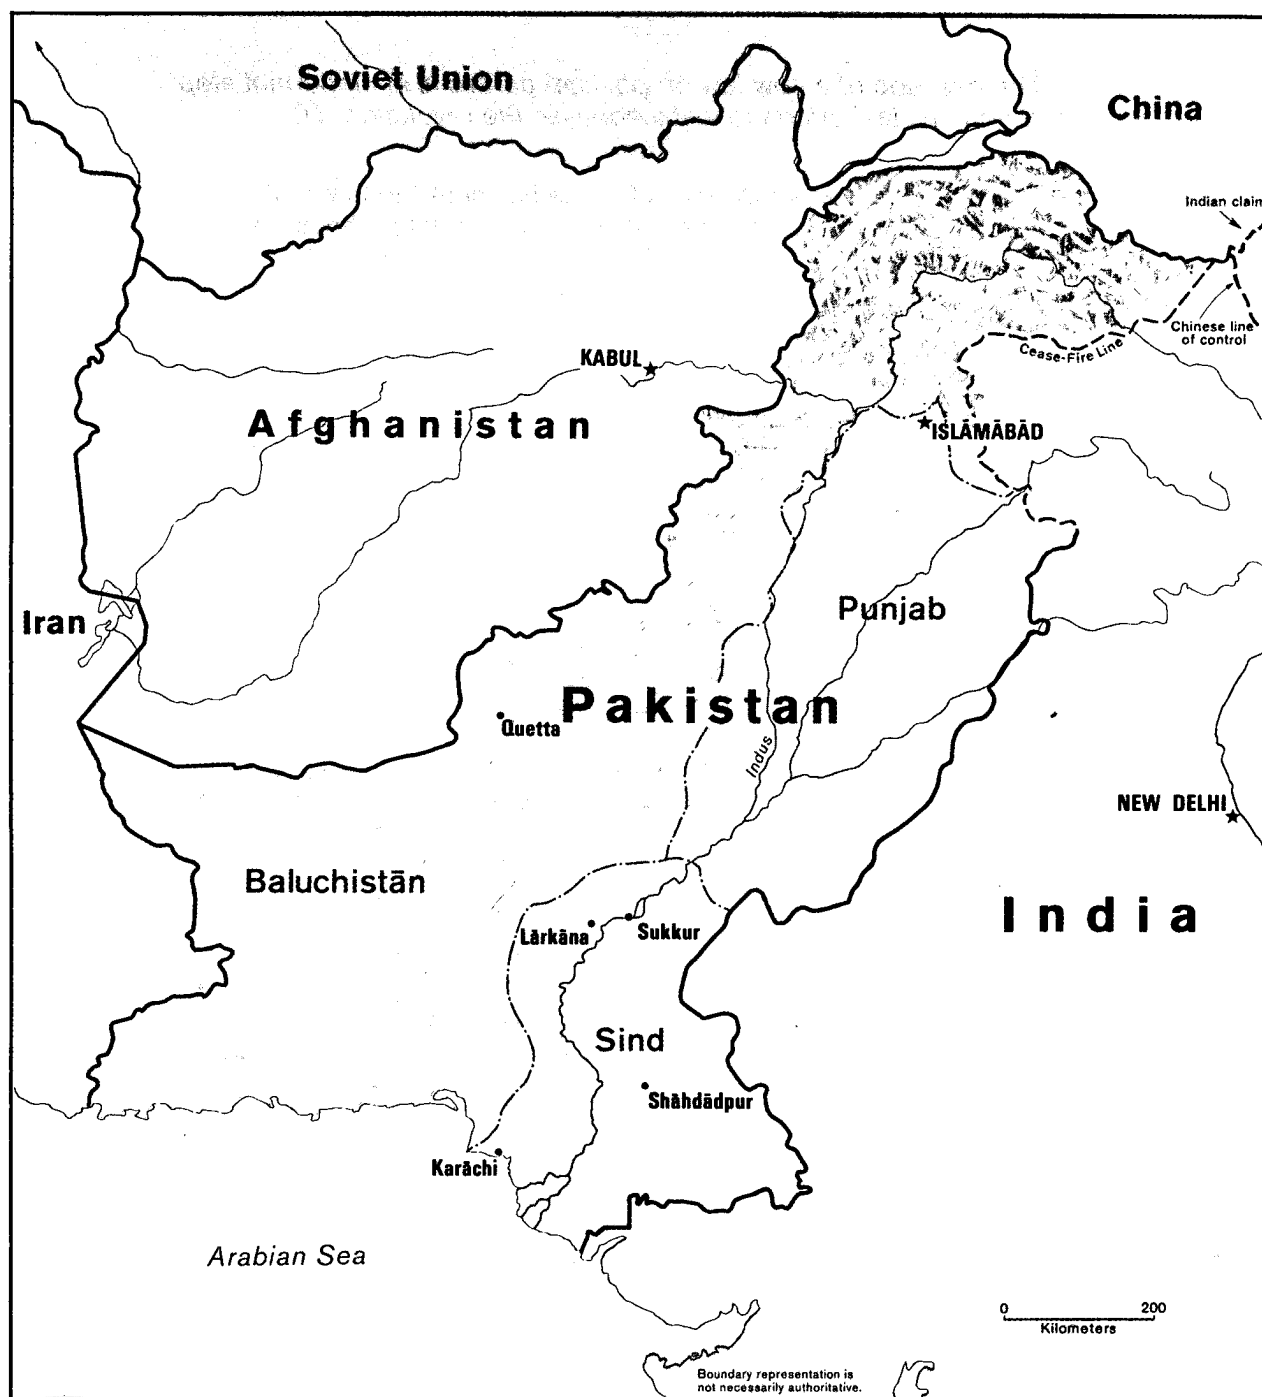 Soviet Union
China
Indian claim
Chinese line
of control
Cease-Fire Line
KABUL
Afghanistan
ISLĀMĀBĀD
Iran
Punjab
Pakistan
Quetta
Indus
NEW DELHI
Baluchistān
India
Lārkāna
Sukkur
Sind
Shāhdādpur
Karāchi
Arabian Sea
0 200
Kilometers
Boundary representation is
not necessarily authoritative.